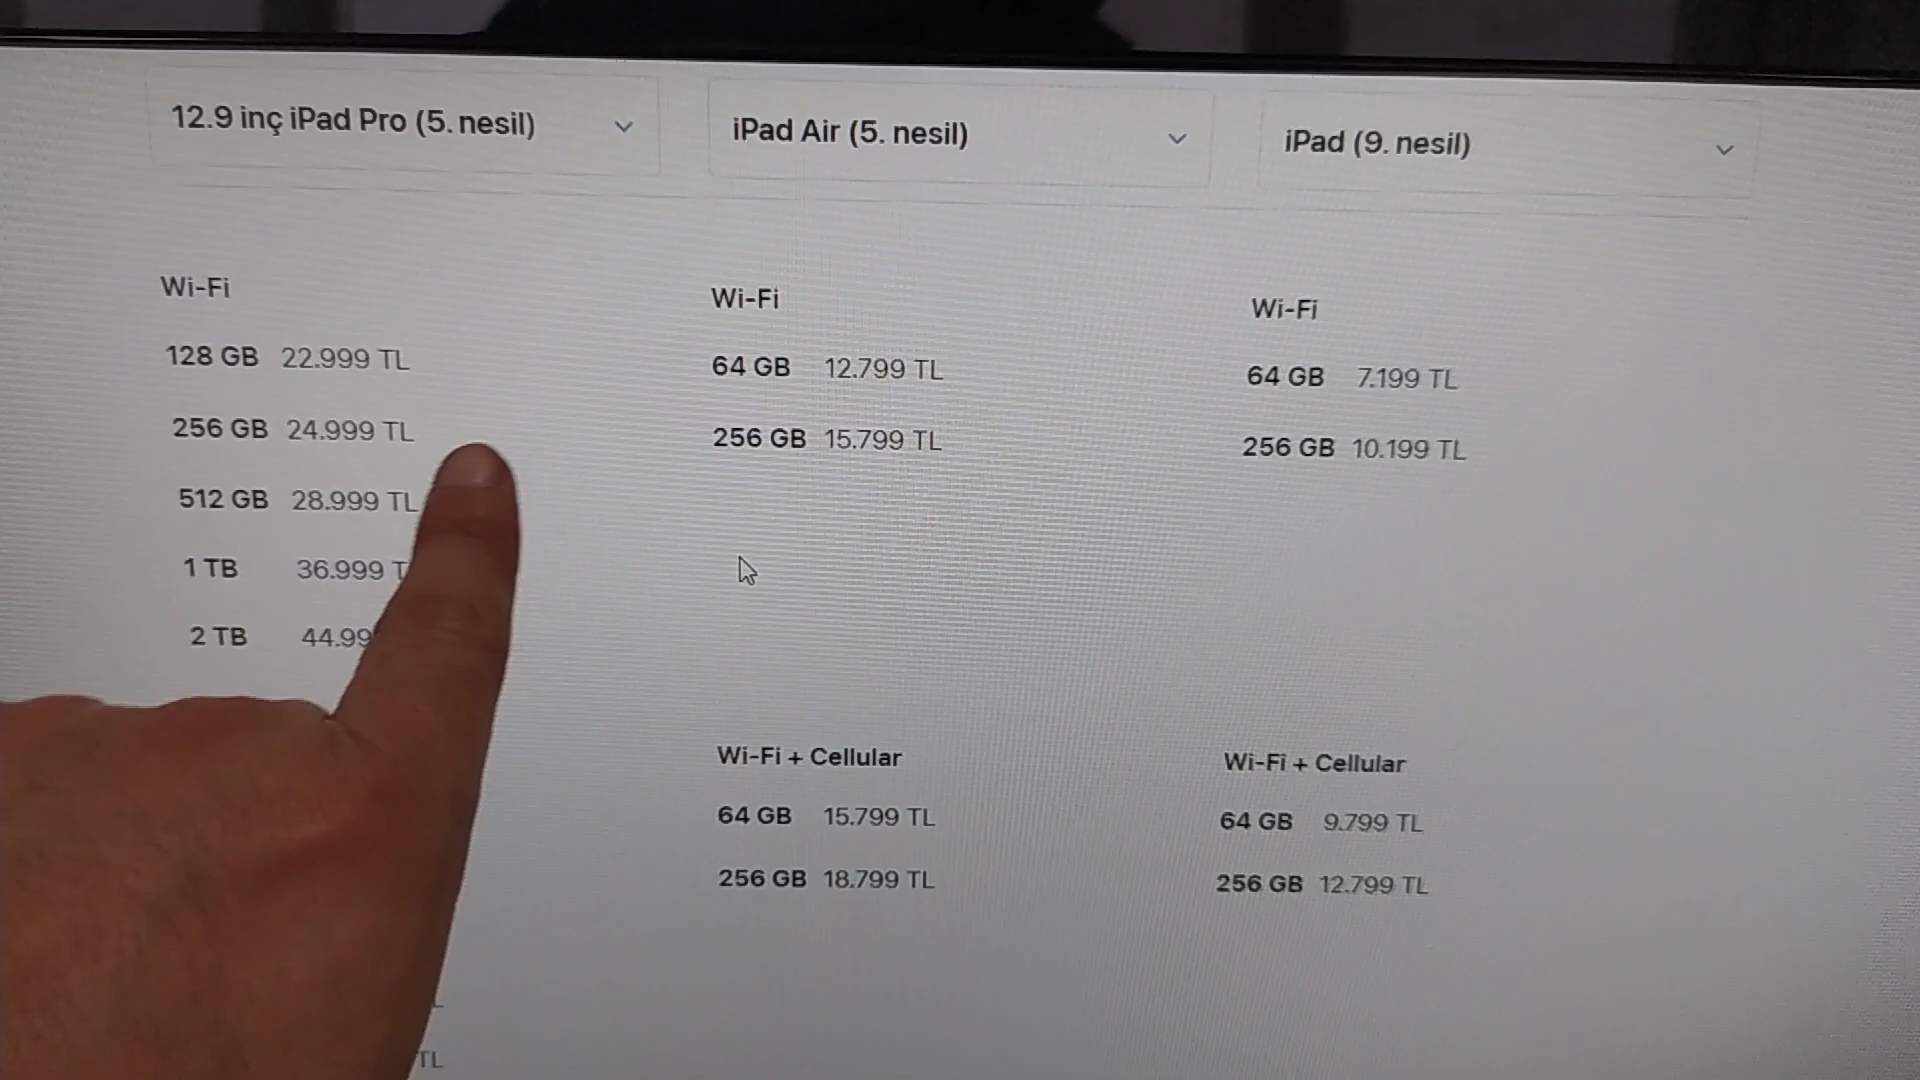 12.9 inç iPad Pro (5. nesil)
iPad Air (5. nesil)
iPad (9. nesil)
Wi-Fi
128 GB 22.999 TL
256 GB 24.999 TL
512 GB 28.999 TL
1 TB 36.999 T
2 TB 44.99
Wi-Fi
64 GB 12.799 TL
256 GB 15.799 TL
Wi-Fi + Cellular
64 GB 15.799 TL
256 GB 18.799 TL
Wi-Fi
64 GB 7.199 TL
256 GB 10.199 TL
Wi-Fi + Cellular
64 GB 9.799 TL
256 GB 12.799 TL
TL